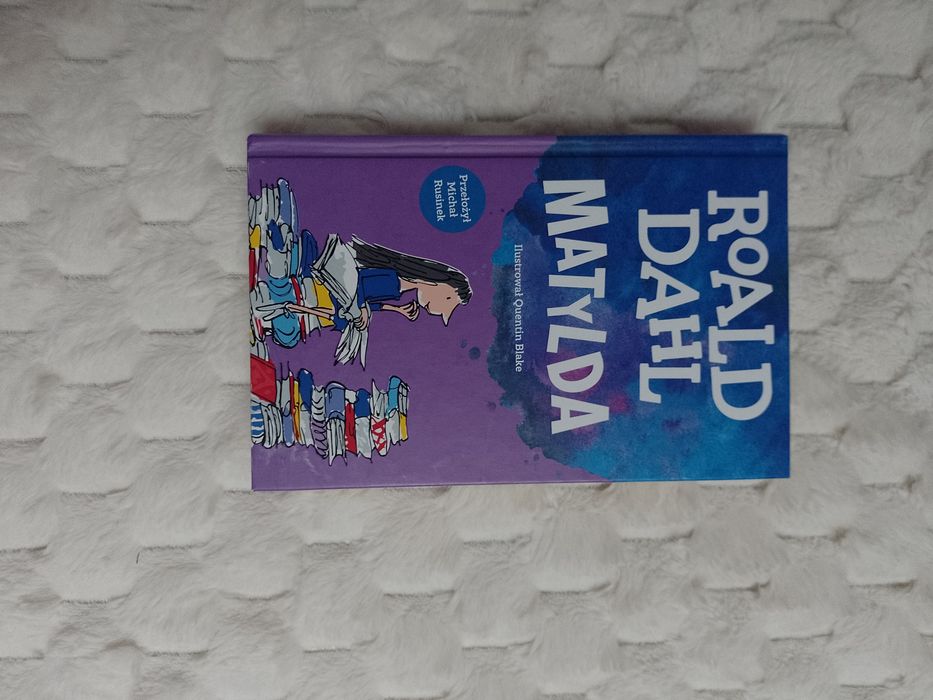 ROALD
DAHL
MATYLDA
Ilustrował Quentin Blake
Przełożył
Michał
Rusinek